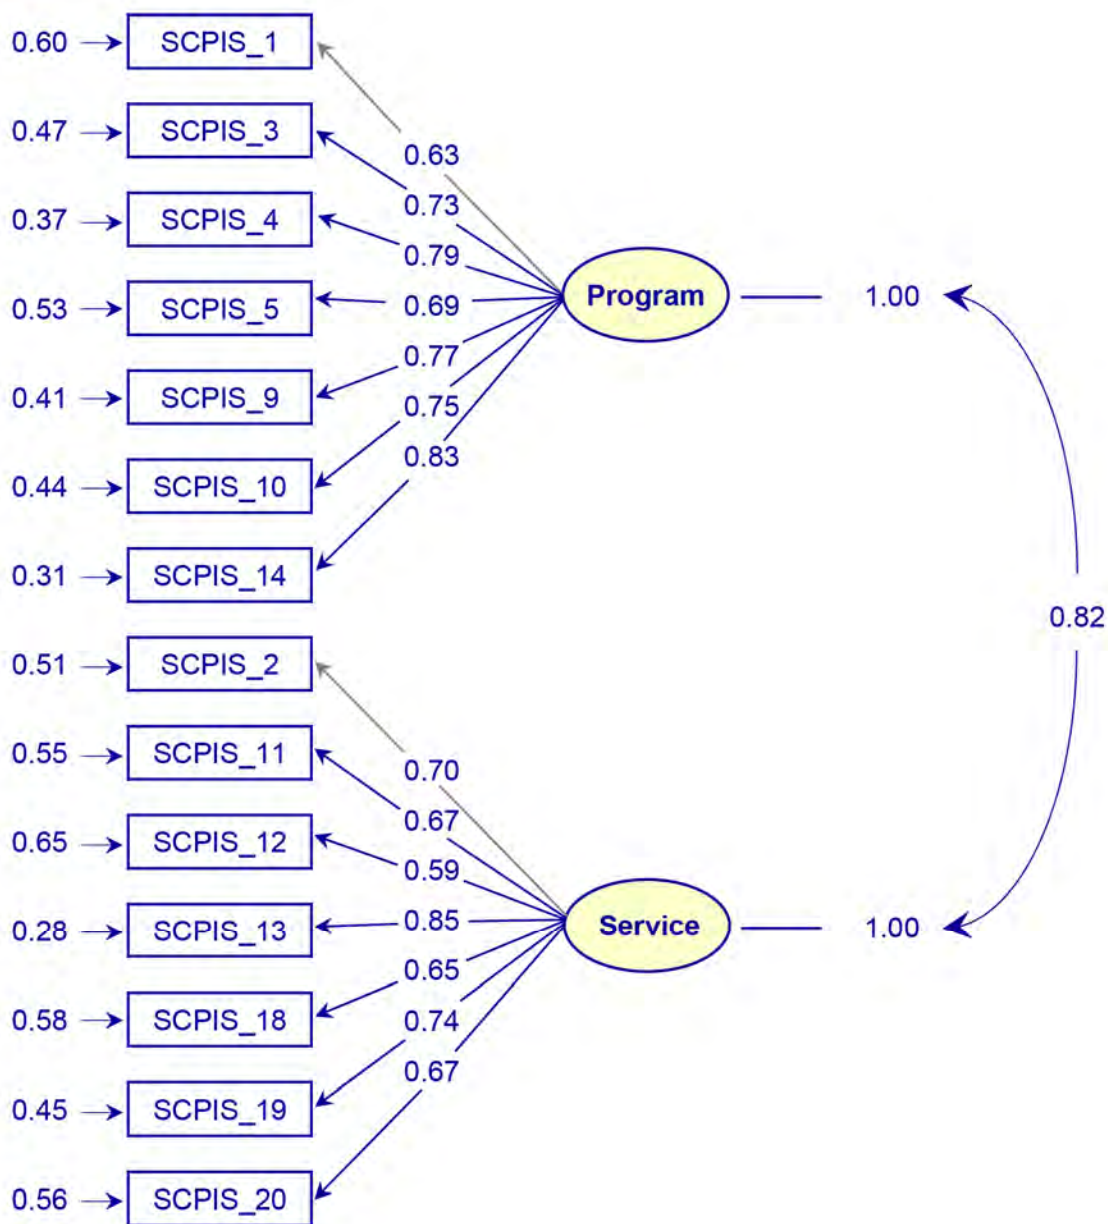 0.60 SCPIS_1
0.63
0.47 SCPIS_3
0.73
0.37 SCPIS_4
0.79
0.53 SCPIS_5
0.69
Program 1.00
0.41 SCPIS_9
0.77
0.75
0.44 SCPIS_10
0.83
0.31 SCPIS_14
0.82
0.51 SCPIS_2
0.70
0.55 SCPIS_11
0.67
0.65 SCPIS_12
0.59
0.28 SCPIS_13
0.85
Service 1.00
0.65
0.58 SCPIS_18
0.74
0.67
0.45 SCPIS_19
0.56 SCPIS_20